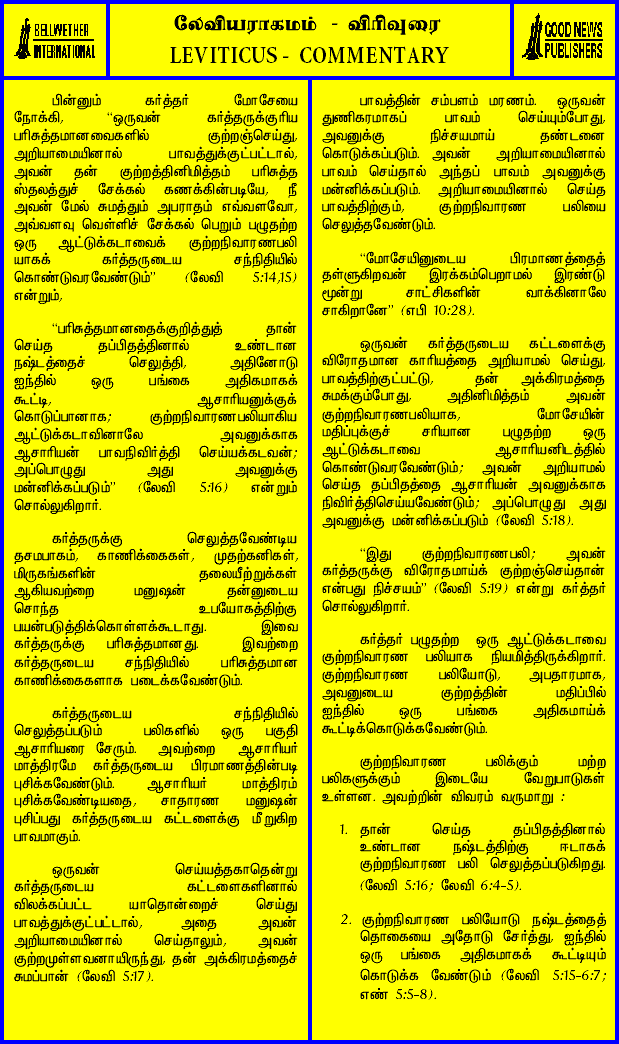 BELLWETHER
INTERNATIONAL
லேவியராகமம் - விரிவுரை
LEVITICUS - COMMENTARY
GOOD NEWS
PUBLISHERS
பின்னும் கர்த்தர் மோசேயை
நோக்கி, “ஒருவன் கர்த்தருக்குரிய
பரிசுத்தமானவைகளில் குற்றஞ்செய்து,
அறியாமையினால் பாவத்துக்குட்பட்டால்,
அவன் தன் குற்றத்தினிமித்தம் பரிசுத்த
ஸ்தலத்துச் சேக்கல் கணக்கின்படியே, நீ
அவன் மேல் சுமத்தும் அபராதம் எவ்வளவோ,
அவ்வளவு வெள்ளிச் சேக்கல் பெறும் பழுதற்ற
ஒரு ஆட்டுக்கடாவைக் குற்றநிவாரணபலி
யாகக் கர்த்தருடைய சந்நிதியில்
கொண்டுவரவேண்டும்” (லேவி 5:14,15)
என்றும்,
“பரிசுத்தமானதைக்குறித்துத் தான்
செய்த தப்பிதத்தினால் உண்டான
நஷ்டத்தைச் செலுத்தி, அதினோடு
ஐந்தில் ஒரு பங்கை அதிகமாகக்
கூட்டி, ஆசாரியனுக்குக்
கொடுப்பானாக; குற்றநிவாரணபலியாகிய
ஆட்டுக்கடாவினாலே அவனுக்காக
ஆசாரியன் பாவநிவிர்த்தி செய்யக்கடவன்;
அப்பொழுது அது அவனுக்கு
மன்னிக்கப்படும்” (லேவி 5:16) என்றும்
சொல்லுகிறார்.
கர்த்தருக்கு செலுத்தவேண்டிய
தசமபாகம், காணிக்கைகள், முதற்கனிகள்,
மிருகங்களின் தலையீற்றுக்கள்
ஆகியவற்றை மனுஷன் தன்னுடைய
சொந்த உபயோகத்திற்கு
பயன்படுத்திக்கொள்ளக்கூடாது. இவை
கர்த்தருக்கு பரிசுத்தமானது. இவற்றை
கர்த்தருடைய சந்நிதியில் பரிசுத்தமான
காணிக்கைகளாக படைக்கவேண்டும்.
கர்த்தருடைய சந்நிதியில்
செலுத்தப்படும் பலிகளில் ஒரு பகுதி
ஆசாரியரை சேரும். அவற்றை ஆசாரியர்
மாத்திரமே கர்த்தருடைய பிரமாணத்தின்படி
புசிக்கவேண்டும். ஆசாரியர் மாத்திரம்
புசிக்கவேண்டியதை, சாதாரண மனுஷன்
புசிப்பது கர்த்தருடைய கட்டளைக்கு மீறுகிற
பாவமாகும்.
ஒருவன் செய்யத்தகாதென்று
கர்த்தருடைய கட்டளைகளினால்
விலக்கப்பட்ட யாதொன்றைச் செய்து
பாவத்துக்குட்பட்டால், அதை அவன்
அறியாமையினால் செய்தாலும், அவன்
குற்றமுள்ளவனாயிருந்து, தன் அக்கிரமத்தைச்
சுமப்பான் (லேவி 5:17).
பாவத்தின் சம்பளம் மரணம். ஒருவன்
துணிகரமாகப் பாவம் செய்யும்போது,
அவனுக்கு நிச்சயமாய் தண்டனை
கொடுக்கப்படும். அவன் அறியாமையினால்
பாவம் செய்தால் அந்தப் பாவம் அவனுக்கு
மன்னிக்கப்படும். அறியாமையினால் செய்த
பாவத்திற்கும், குற்றநிவாரண பலியை
செலுத்தவேண்டும்.
“மோசேயினுடைய பிரமாணத்தைத்
தள்ளுகிறவன் இரக்கம்பெறாமல் இரண்டு
மூன்று சாட்சிகளின் வாக்கினாலே
சாகிறானே” (எபி 10:28).
ஒருவன் கர்த்தருடைய கட்டளைக்கு
விரோதமான காரியத்தை அறியாமல் செய்து,
பாவத்திற்குட்பட்டு, தன் அக்கிரமத்தை
சுமக்கும்போது, அதினிமித்தம் அவன்
குற்றநிவாரணபலியாக, மோசேயின்
மதிப்புக்குச் சரியான பழுதற்ற ஒரு
ஆட்டுக்கடாவை ஆசாரியனிடத்தில்
கொண்டுவரவேண்டும்; அவன் அறியாமல்
செய்த தப்பிதத்தை ஆசாரியன் அவனுக்காக
நிவிர்த்திசெய்யவேண்டும்; அப்பொழுது அது
அவனுக்கு மன்னிக்கப்படும் (லேவி 5:18).
“இது குற்றநிவாரணபலி; அவன்
கர்த்தருக்கு விரோதமாய்க் குற்றஞ்செய்தான்
என்பது நிச்சயம்” (லேவி 5:19) என்று கர்த்தர்
சொல்லுகிறார்.
கர்த்தர் பழுதற்ற ஒரு ஆட்டுக்கடாவை
குற்றநிவாரண பலியாக நியமித்திருக்கிறார்.
குற்றநிவாரண பலியோடு, அபதாரமாக,
அவனுடைய குற்றத்தின் மதிப்பில்
ஐந்தில் ஒரு பங்கை அதிகமாய்க்
கூட்டிக்கொடுக்கவேண்டும்.
குற்றநிவாரண பலிக்கும் மற்ற
பலிகளுக்கும் இடையே வேறுபாடுகள்
உள்ளன. அவற்றின் விவரம் வருமாறு :
1. தான் செய்த தப்பிதத்தினால்
உண்டான நஷ்டத்திற்கு ஈடாகக்
குற்றநிவாரண பலி செலுத்தப்படுகிறது.
(லேவி 5:16; லேவி 6:4-5).
2. குற்றநிவாரண பலியோடு நஷ்டத்தைத்
தொகையை அதோடு சேர்த்து, ஐந்தில்
ஒரு பங்கை அதிகமாகக் கூட்டியும்
கொடுக்க வேண்டும் (லேவி 5:15-6:7;
எண் 5:5-8).